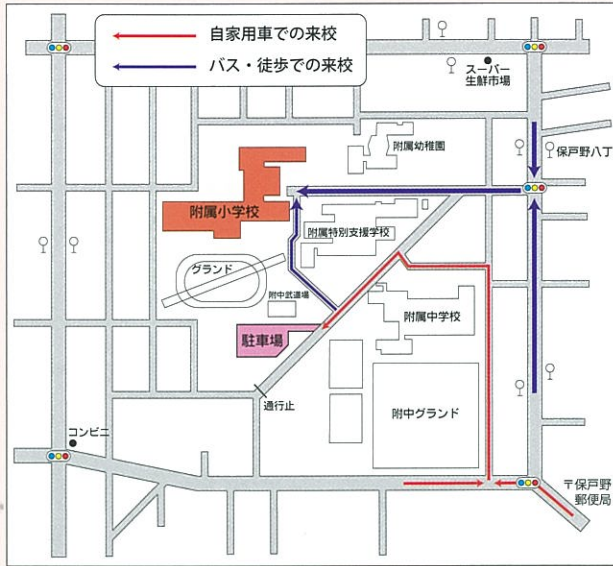 自家用車での来校
バス・徒歩での来校
スーパー
生鮮市場
附属幼稚園
保戸野八丁
附属小学校
附属特別支援学校
グランド
附中武道場
附属中学校
駐車場
通行止
附中グランド
コンビニ
〒保戸野
郵便局